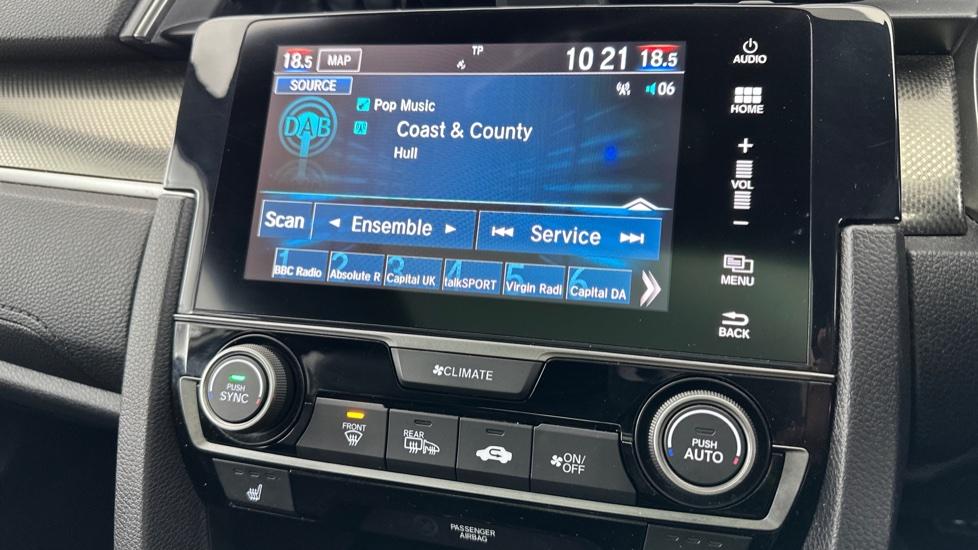 18.5 MAP TP 10 21 18.5
SOURCE 06
DAB Pop Music
Coast & County
Hull
Scan Ensemble Service
1 2 3 4 5 6
BBC Radio Absolute R Capital UK talkSPORT Virgin Radi Capital DA
AUDIO
HOME
+
VOL
-
MENU
BACK
CLIMATE
PUSH
SYNC
FRONT
REAR
ON/
OFF
PUSH
AUTO
PASSENGER
AIRBAG